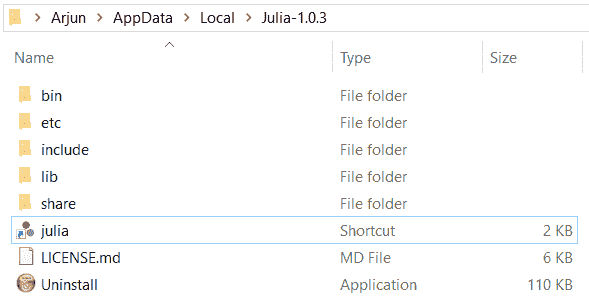 Arjun > AppData > Local > Julia-1.0.3
Name Type Size
bin File folder
etc File folder
include File folder
lib File folder
share File folder
julia Shortcut 2 KB
LICENSE.md MD File 6 KB
Uninstall Application 110 KB